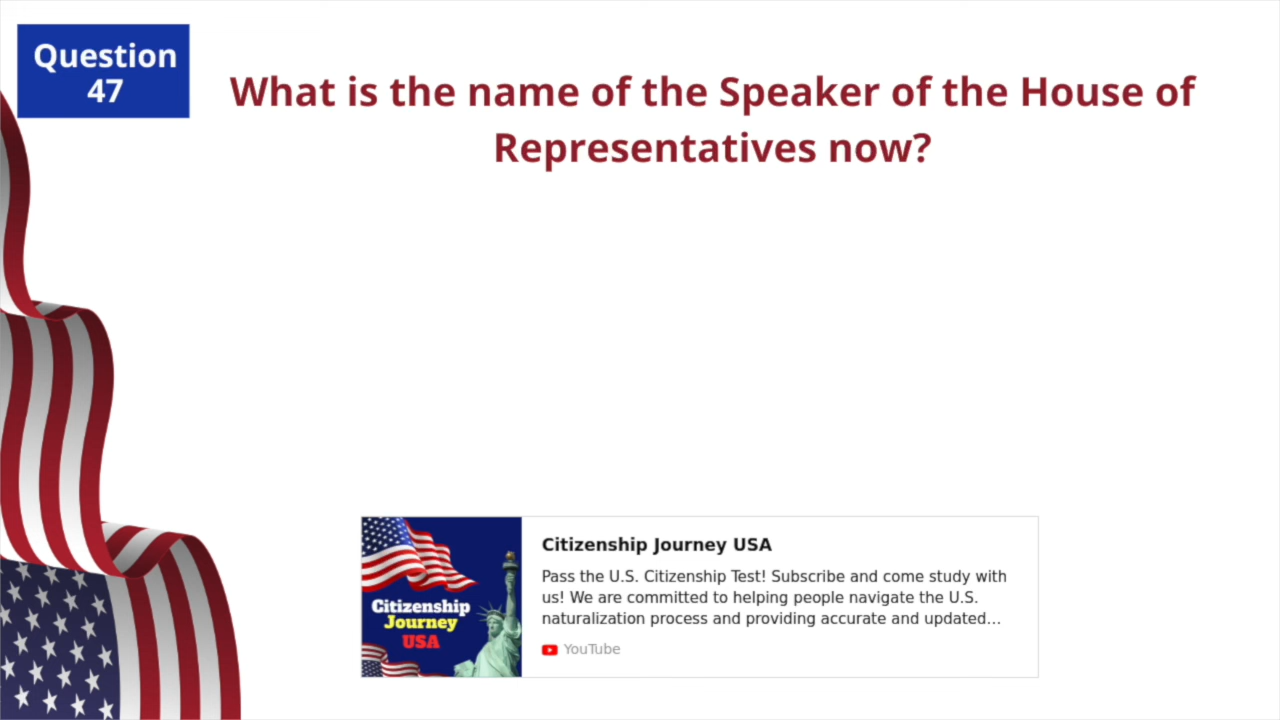 Question
47
What is the name of the Speaker of the House of
Representatives now?
Citizenship
Journey
USA
Citizenship Journey USA
Pass the U.S. Citizenship Test! Subscribe and come study with
us! We are committed to helping people navigate the U.S.
naturalization process and providing accurate and updated...
YouTube